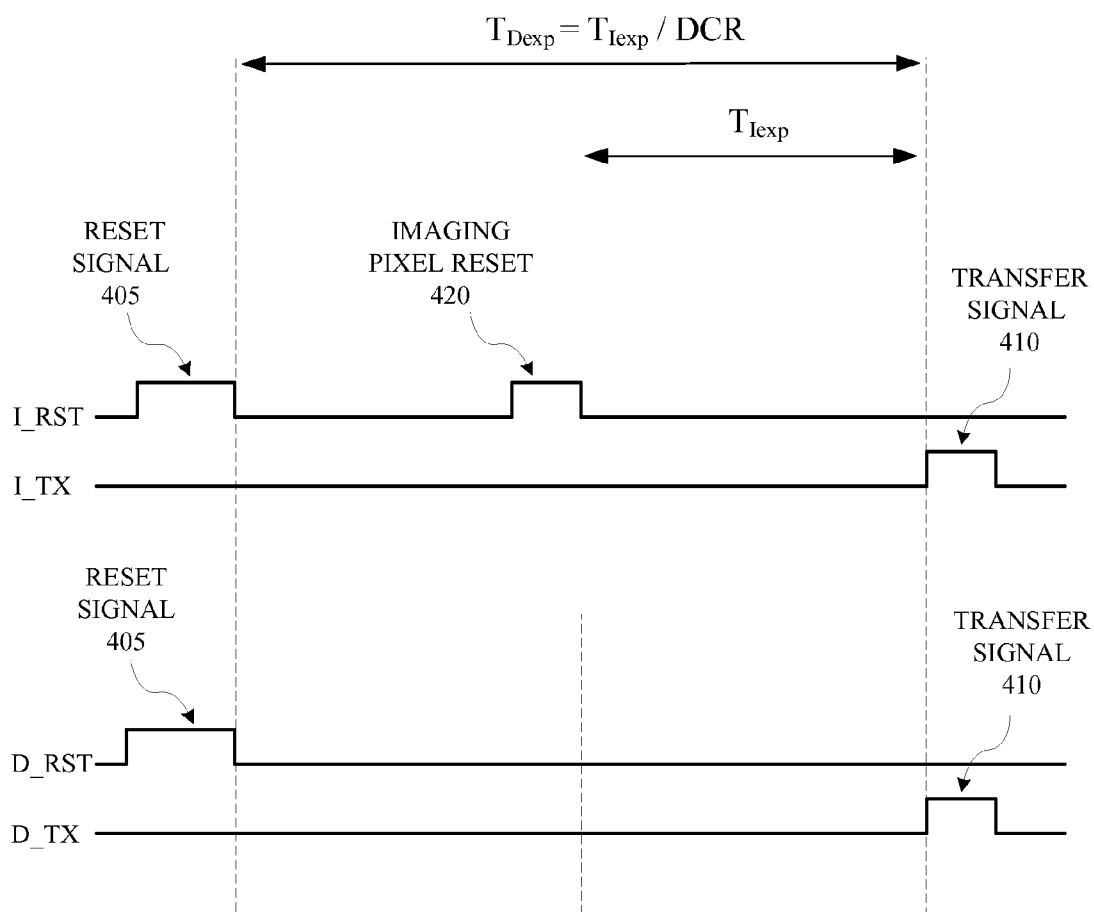 T_Dexp = T_Iexp / DCR
T_Iexp
RESET
SIGNAL
405
IMAGING
PIXEL RESET
420
TRANSFER
SIGNAL
410
I_RST
I_TX
RESET
SIGNAL
405
TRANSFER
SIGNAL
410
D_RST
D_TX